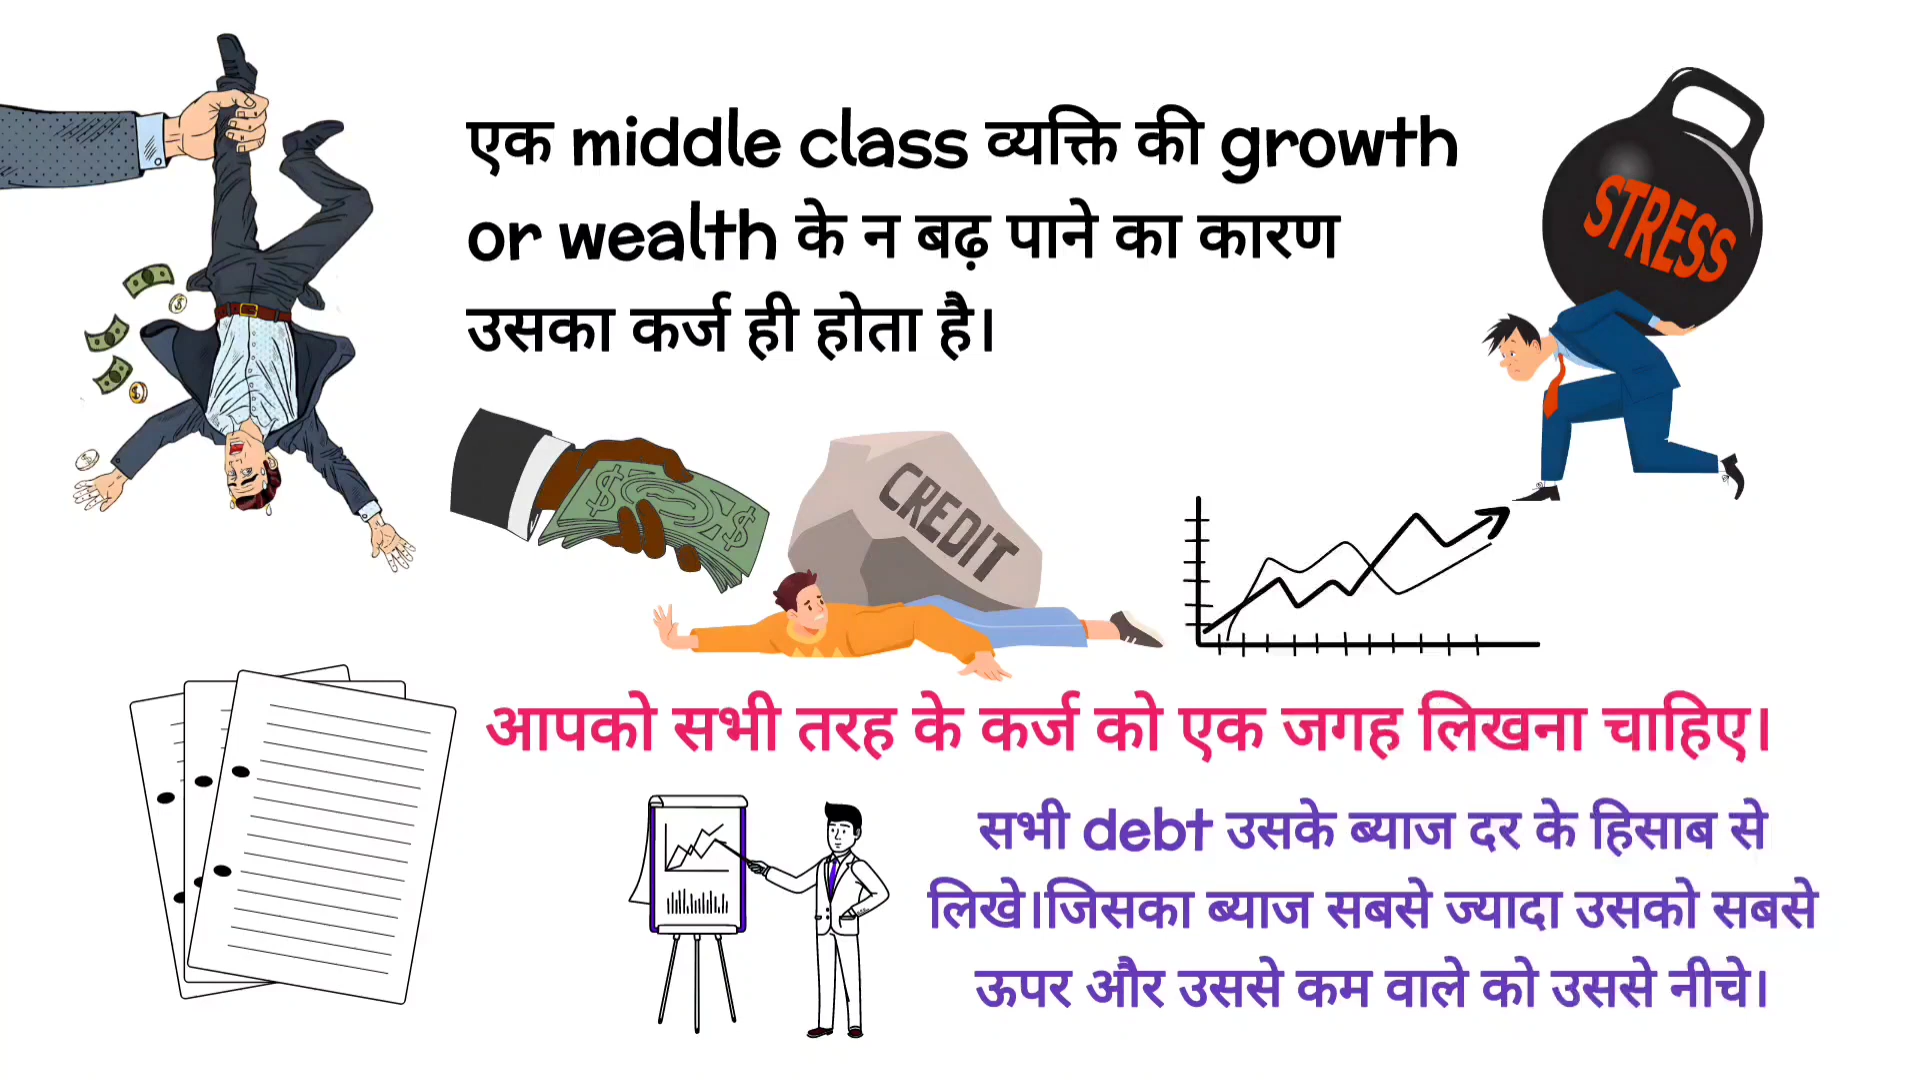 एक middle class व्यक्ति की growth
or wealth के न बढ़ पाने का कारण
उसका कर्ज ही होता है।
STRESS
CREDIT
आपको सभी तरह के कर्ज को एक जगह लिखना चाहिए।
सभी debt उसके ब्याज दर के हिसाब से
लिखे।जिसका ब्याज सबसे ज्यादा उसको सबसे
ऊपर और उससे कम वाले को उससे नीचे।